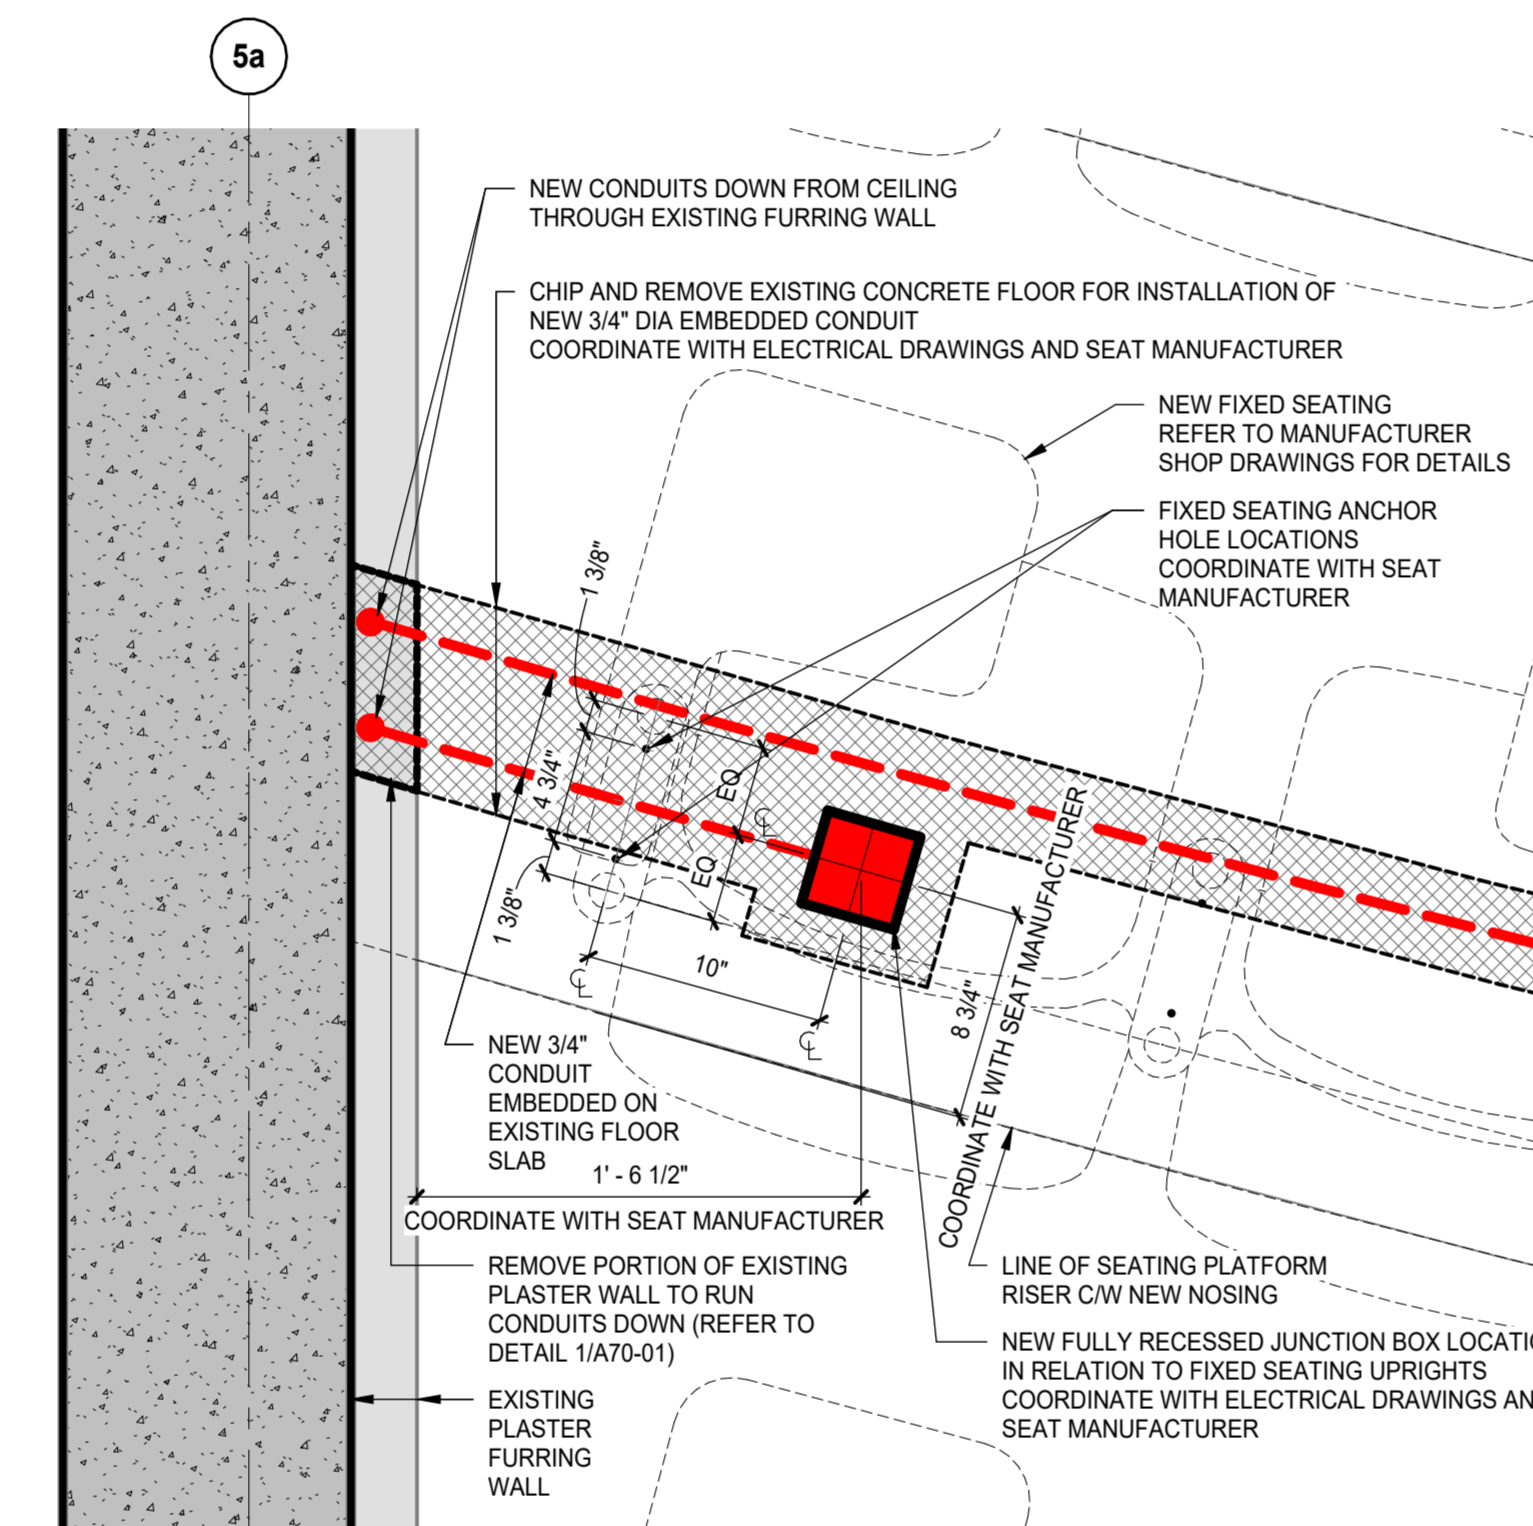 5a
NEW CONDUITS DOWN FROM CEILING
THROUGH EXISTING FURRING WALL
CHIP AND REMOVE EXISTING CONCRETE FLOOR FOR INSTALLATION OF
NEW 3/4" DIA EMBEDDED CONDUIT
COORDINATE WITH ELECTRICAL DRAWINGS AND SEAT MANUFACTURER
NEW FIXED SEATING
REFER TO MANUFACTURER
SHOP DRAWINGS FOR DETAILS
FIXED SEATING ANCHOR
HOLE LOCATIONS
COORDINATE WITH SEAT
MANUFACTURER
1 3/8"
4 3/4"
1 3/8"
EQ
EQ
℄
10"
℄
℄
8 3/4"
COORDINATE WITH SEAT MANUFACTURER
NEW 3/4"
CONDUIT
EMBEDDED ON
EXISTING FLOOR
SLAB
1' - 6 1/2"
COORDINATE WITH SEAT MANUFACTURER
REMOVE PORTION OF EXISTING
PLASTER WALL TO RUN
CONDUITS DOWN (REFER TO
DETAIL 1/A70-01)
EXISTING
PLASTER
FURRING
WALL
LINE OF SEATING PLATFORM
RISER C/W NEW NOSING
NEW FULLY RECESSED JUNCTION BOX
IN RELATION TO FIXED SEATING UPRIGHTS
COORDINATE WITH ELECTRICAL DRAWINGS
SEAT MANUFACTURER